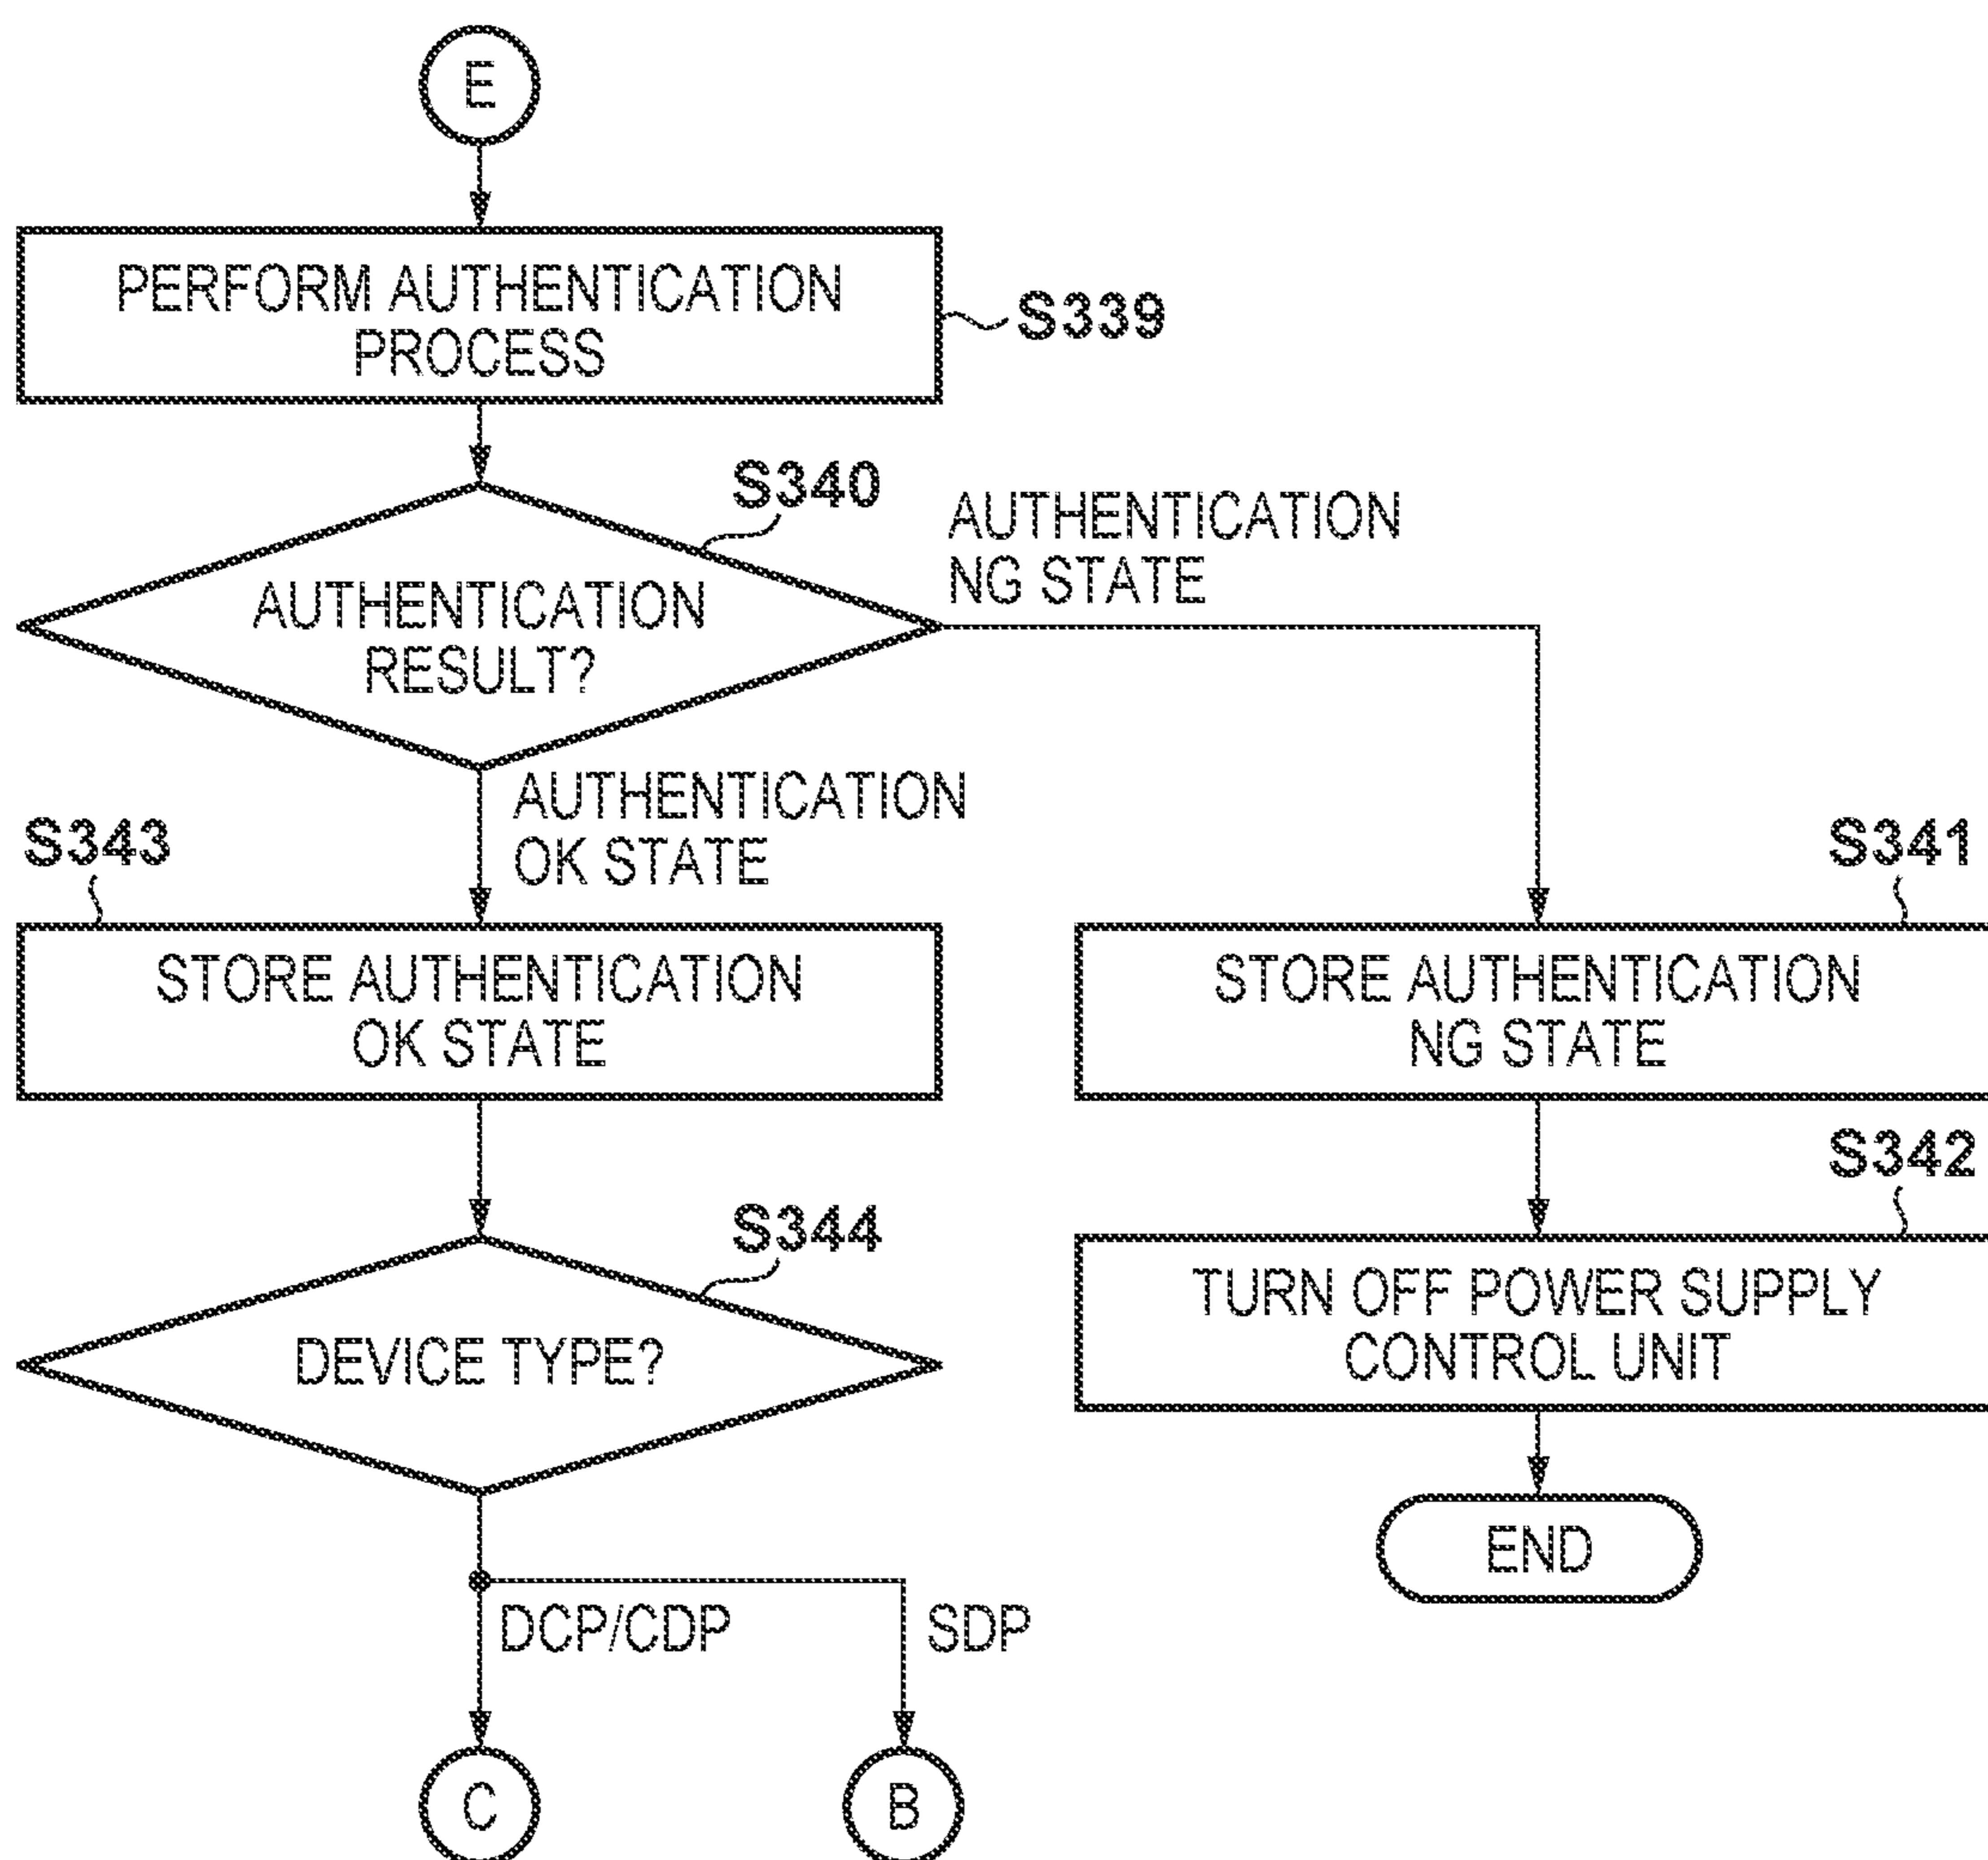 E
PERFORM AUTHENTICATION
PROCESS
S339
S340
AUTHENTICATION
RESULT?
AUTHENTICATION
NG STATE
AUTHENTICATION
OK STATE
S343
STORE AUTHENTICATION
OK STATE
S341
STORE AUTHENTICATION
NG STATE
S344
DEVICE TYPE?
S342
TURN OFF POWER SUPPLY
CONTROL UNIT
END
DCP/CDP
SDP
C
B